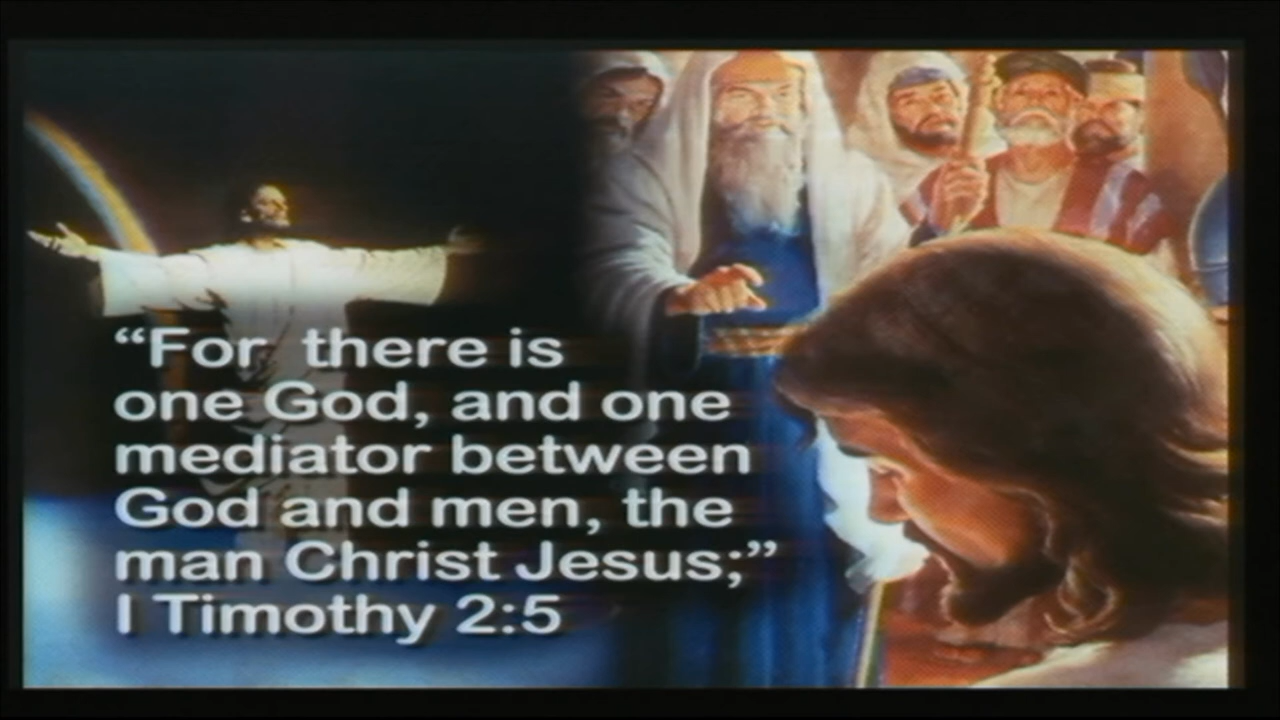 “For there is
one God, and one
mediator between
God and men, the
man Christ Jesus;”
I Timothy 2:5